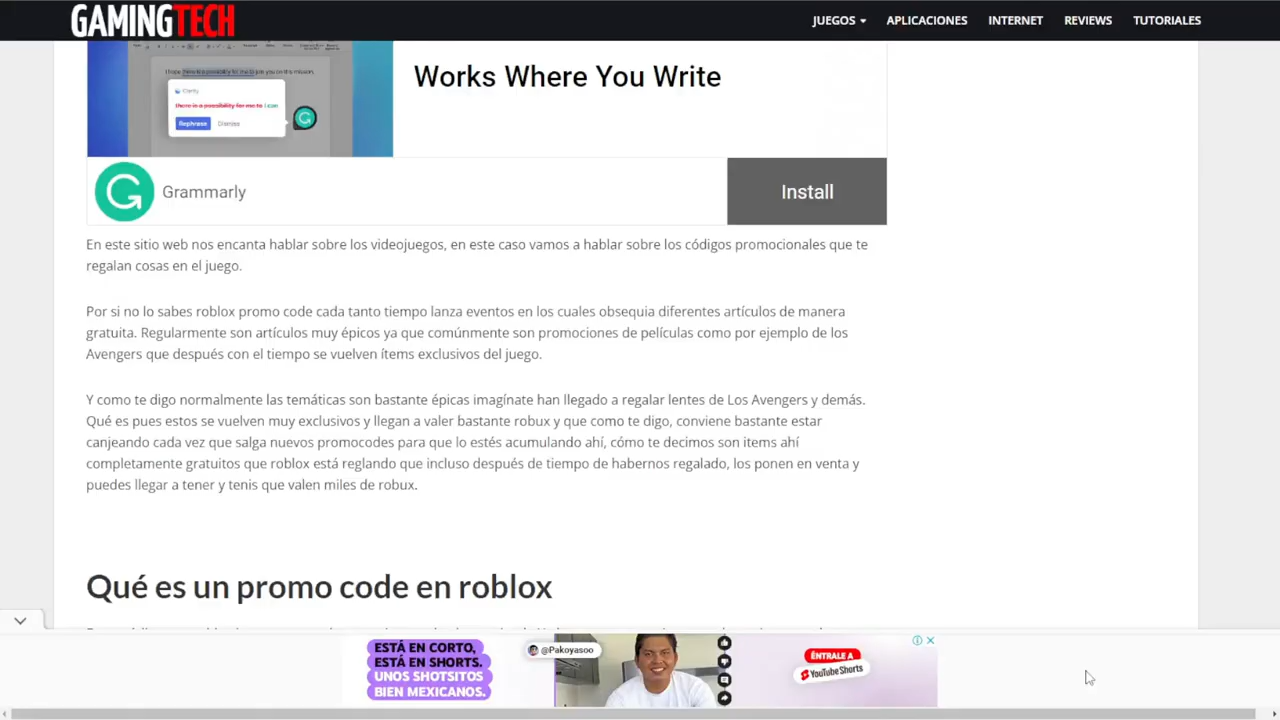 GAMINGTECH
JUEGOS
APLICACIONES
INTERNET
REVIEWS
TUTORIALES
Clarity
there is a possibility for me to I can
Rephrase
Dismiss
Works Where You Write
Grammarly
Install
En este sitio web nos encanta hablar sobre los videojuegos, en este caso vamos a hablar sobre los códigos promocionales que te
regalan cosas en el juego.
Por si no lo sabes roblox promo code cada tanto tiempo lanza eventos en los cuales obsequia diferentes artículos de manera
gratuita. Regularmente son artículos muy épicos ya que comúnmente son promociones de películas como por ejemplo de los
Avengers que después con el tiempo se vuelven ítems exclusivos del juego.
Y como te digo normalmente las temáticas son bastante épicas imagínate han llegado a regalar lentes de Los Avengers y demás.
Qué es pues estos se vuelven muy exclusivos y llegan a valer bastante robux y que como te digo, conviene bastante estar
canjeando cada vez que salga nuevos promocodes para que lo estés acumulando ahí, cómo te decimos son items ahí
completamente gratuitos que roblox está reglando que incluso después de tiempo de habernos regalado, los ponen en venta y
puedes llegar a tener y tenis que valen miles de robux.
Qué es un promo code en roblox
ESTÁ EN CORTO,
ESTÁ EN SHORTS.
UNOS SHOTSITOS
BIEN MEXICANOS.
@Pakoyasoo
ÉNTRALE A
YouTube Shorts